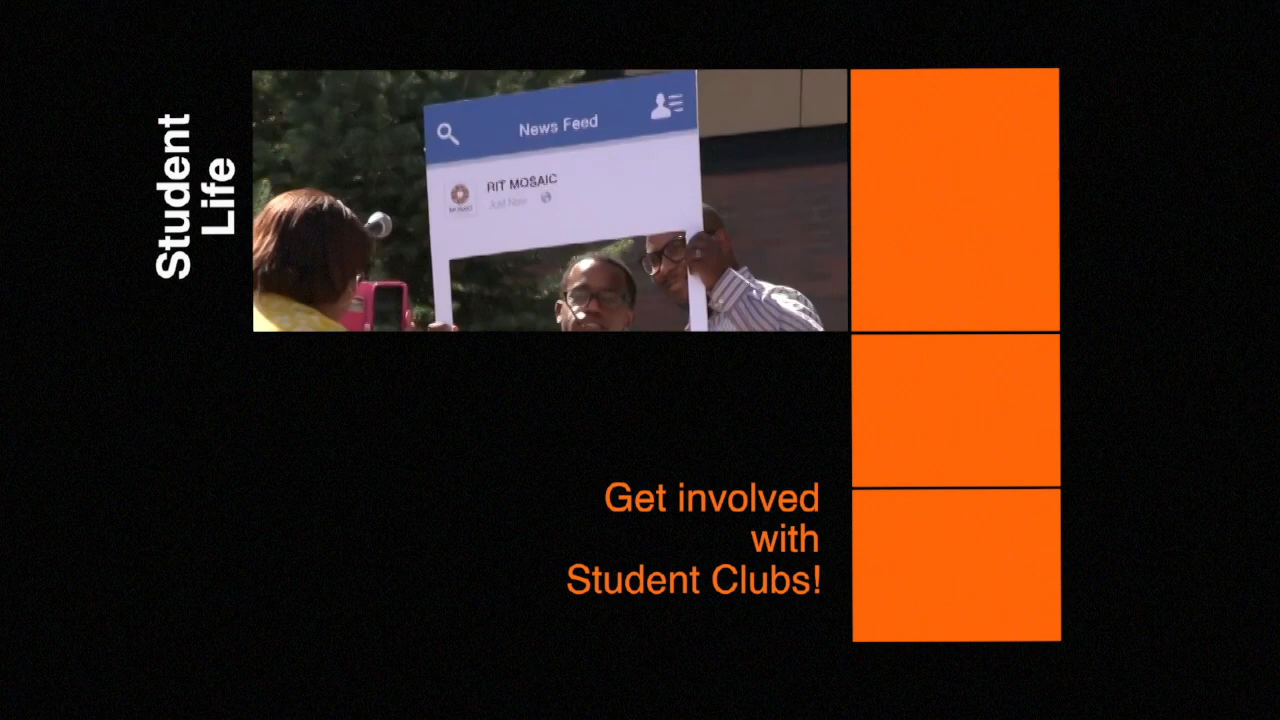 Student
Life
News Feed
RIT MOSAIC
Just Now
Get involved
with
Student Clubs!